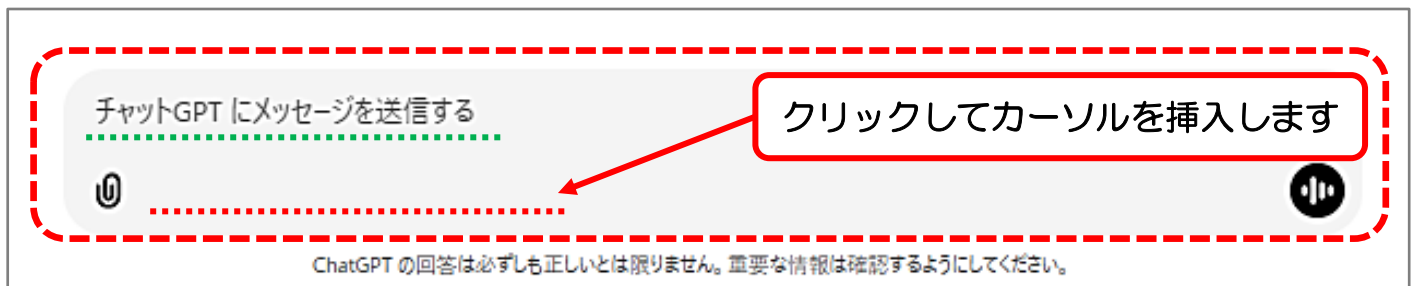 チャットGPT にメッセージを送信する
クリックしてカーソルを挿入します
ChatGPT の回答は必ずしも正しいとは限りません。重要な情報は確認するようにしてください。